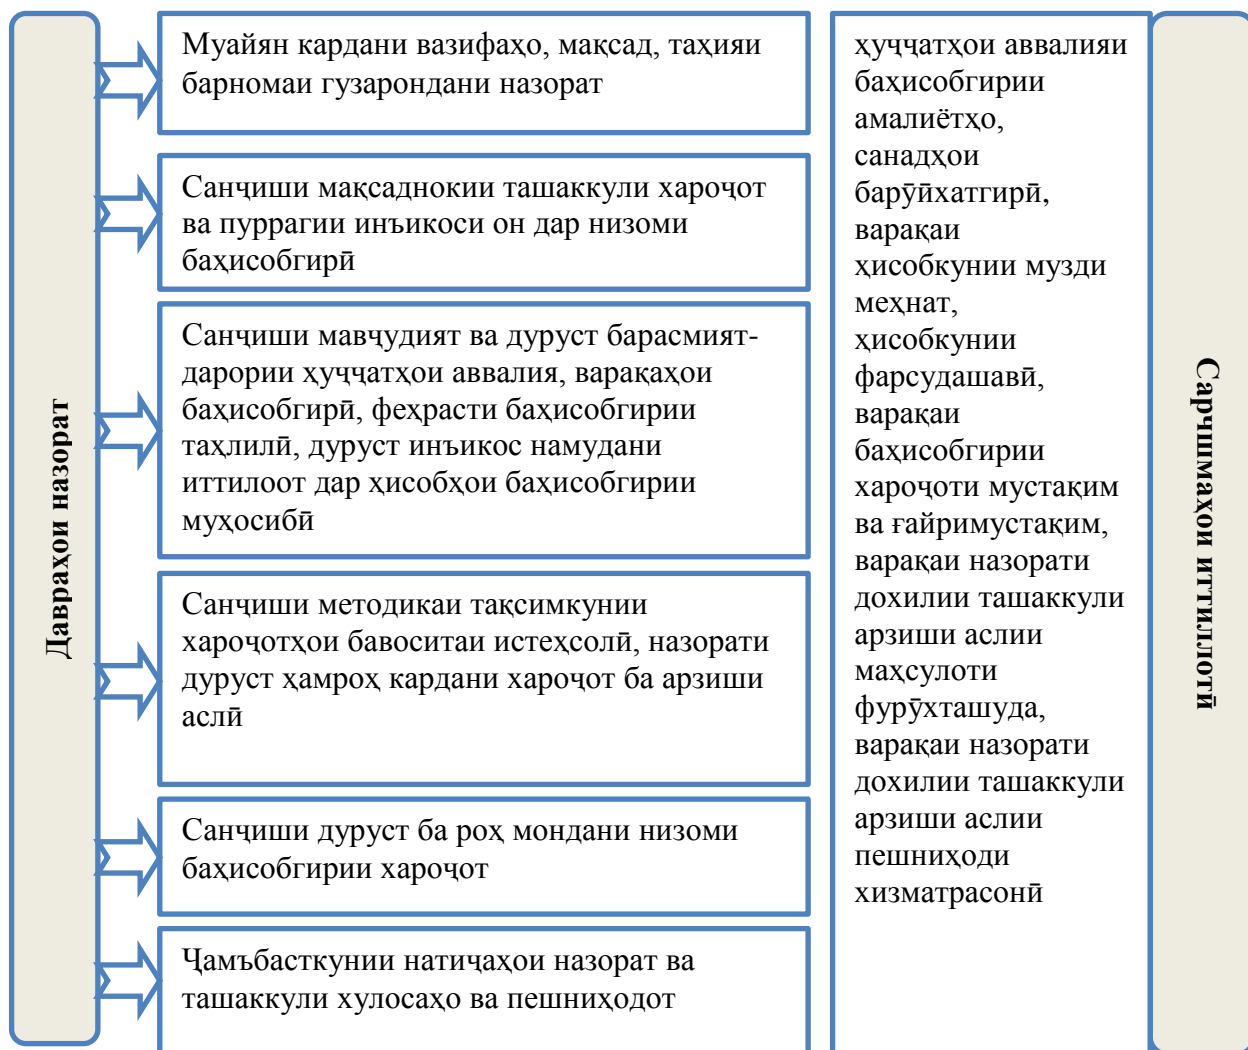 Давраҳои назорат
Муайян кардани вазифаҳо, мақсад, таҳияи
барномаи гузарондани назорат
Санҷиши мақсаднокии ташаккули хароҷот
ва пуррагии инъикоси он дар низоми
баҳисобгирӣ
Санҷиши мавҷудият ва дуруст барасмият-
дарории ҳуҷҷатҳои аввалия, варақаҳои
баҳисобгирӣ, феҳрасти баҳисобгирии
таҳлилӣ, дуруст инъикос намудани
иттилоот дар ҳисобҳои баҳисобгирии
муҳосибӣ
Санҷиши методикаи тақсимкунии
хароҷотҳои бавоситаи истеҳсолӣ, назорати
дуруст ҳамроҳ кардани хароҷот ба арзиши
аслӣ
Санҷиши дуруст ба роҳ мондани низоми
баҳисобгирии хароҷот
Ҷамъбасткунии натиҷаҳои назорат ва
ташаккули хулосаҳо ва пешниҳодот
ҳуҷҷатҳои аввалияи
баҳисобгирии
амалиётҳо,
санадҳои
барӯйхатгирӣ,
варақаи
ҳисобкунии музди
меҳнат,
ҳисобкунии
фарсудашавӣ,
варақаи
баҳисобгирии
хароҷоти мустақим
ва ғайримустақим,
варақаи назорати
дохилии ташаккули
арзиши аслии
маҳсулоти
фурӯхташуда,
варақаи назорати
дохилии ташаккули
арзиши аслии
пешниҳоди
хизматрасонӣ
Сарчшмаҳои иттиллотӣ